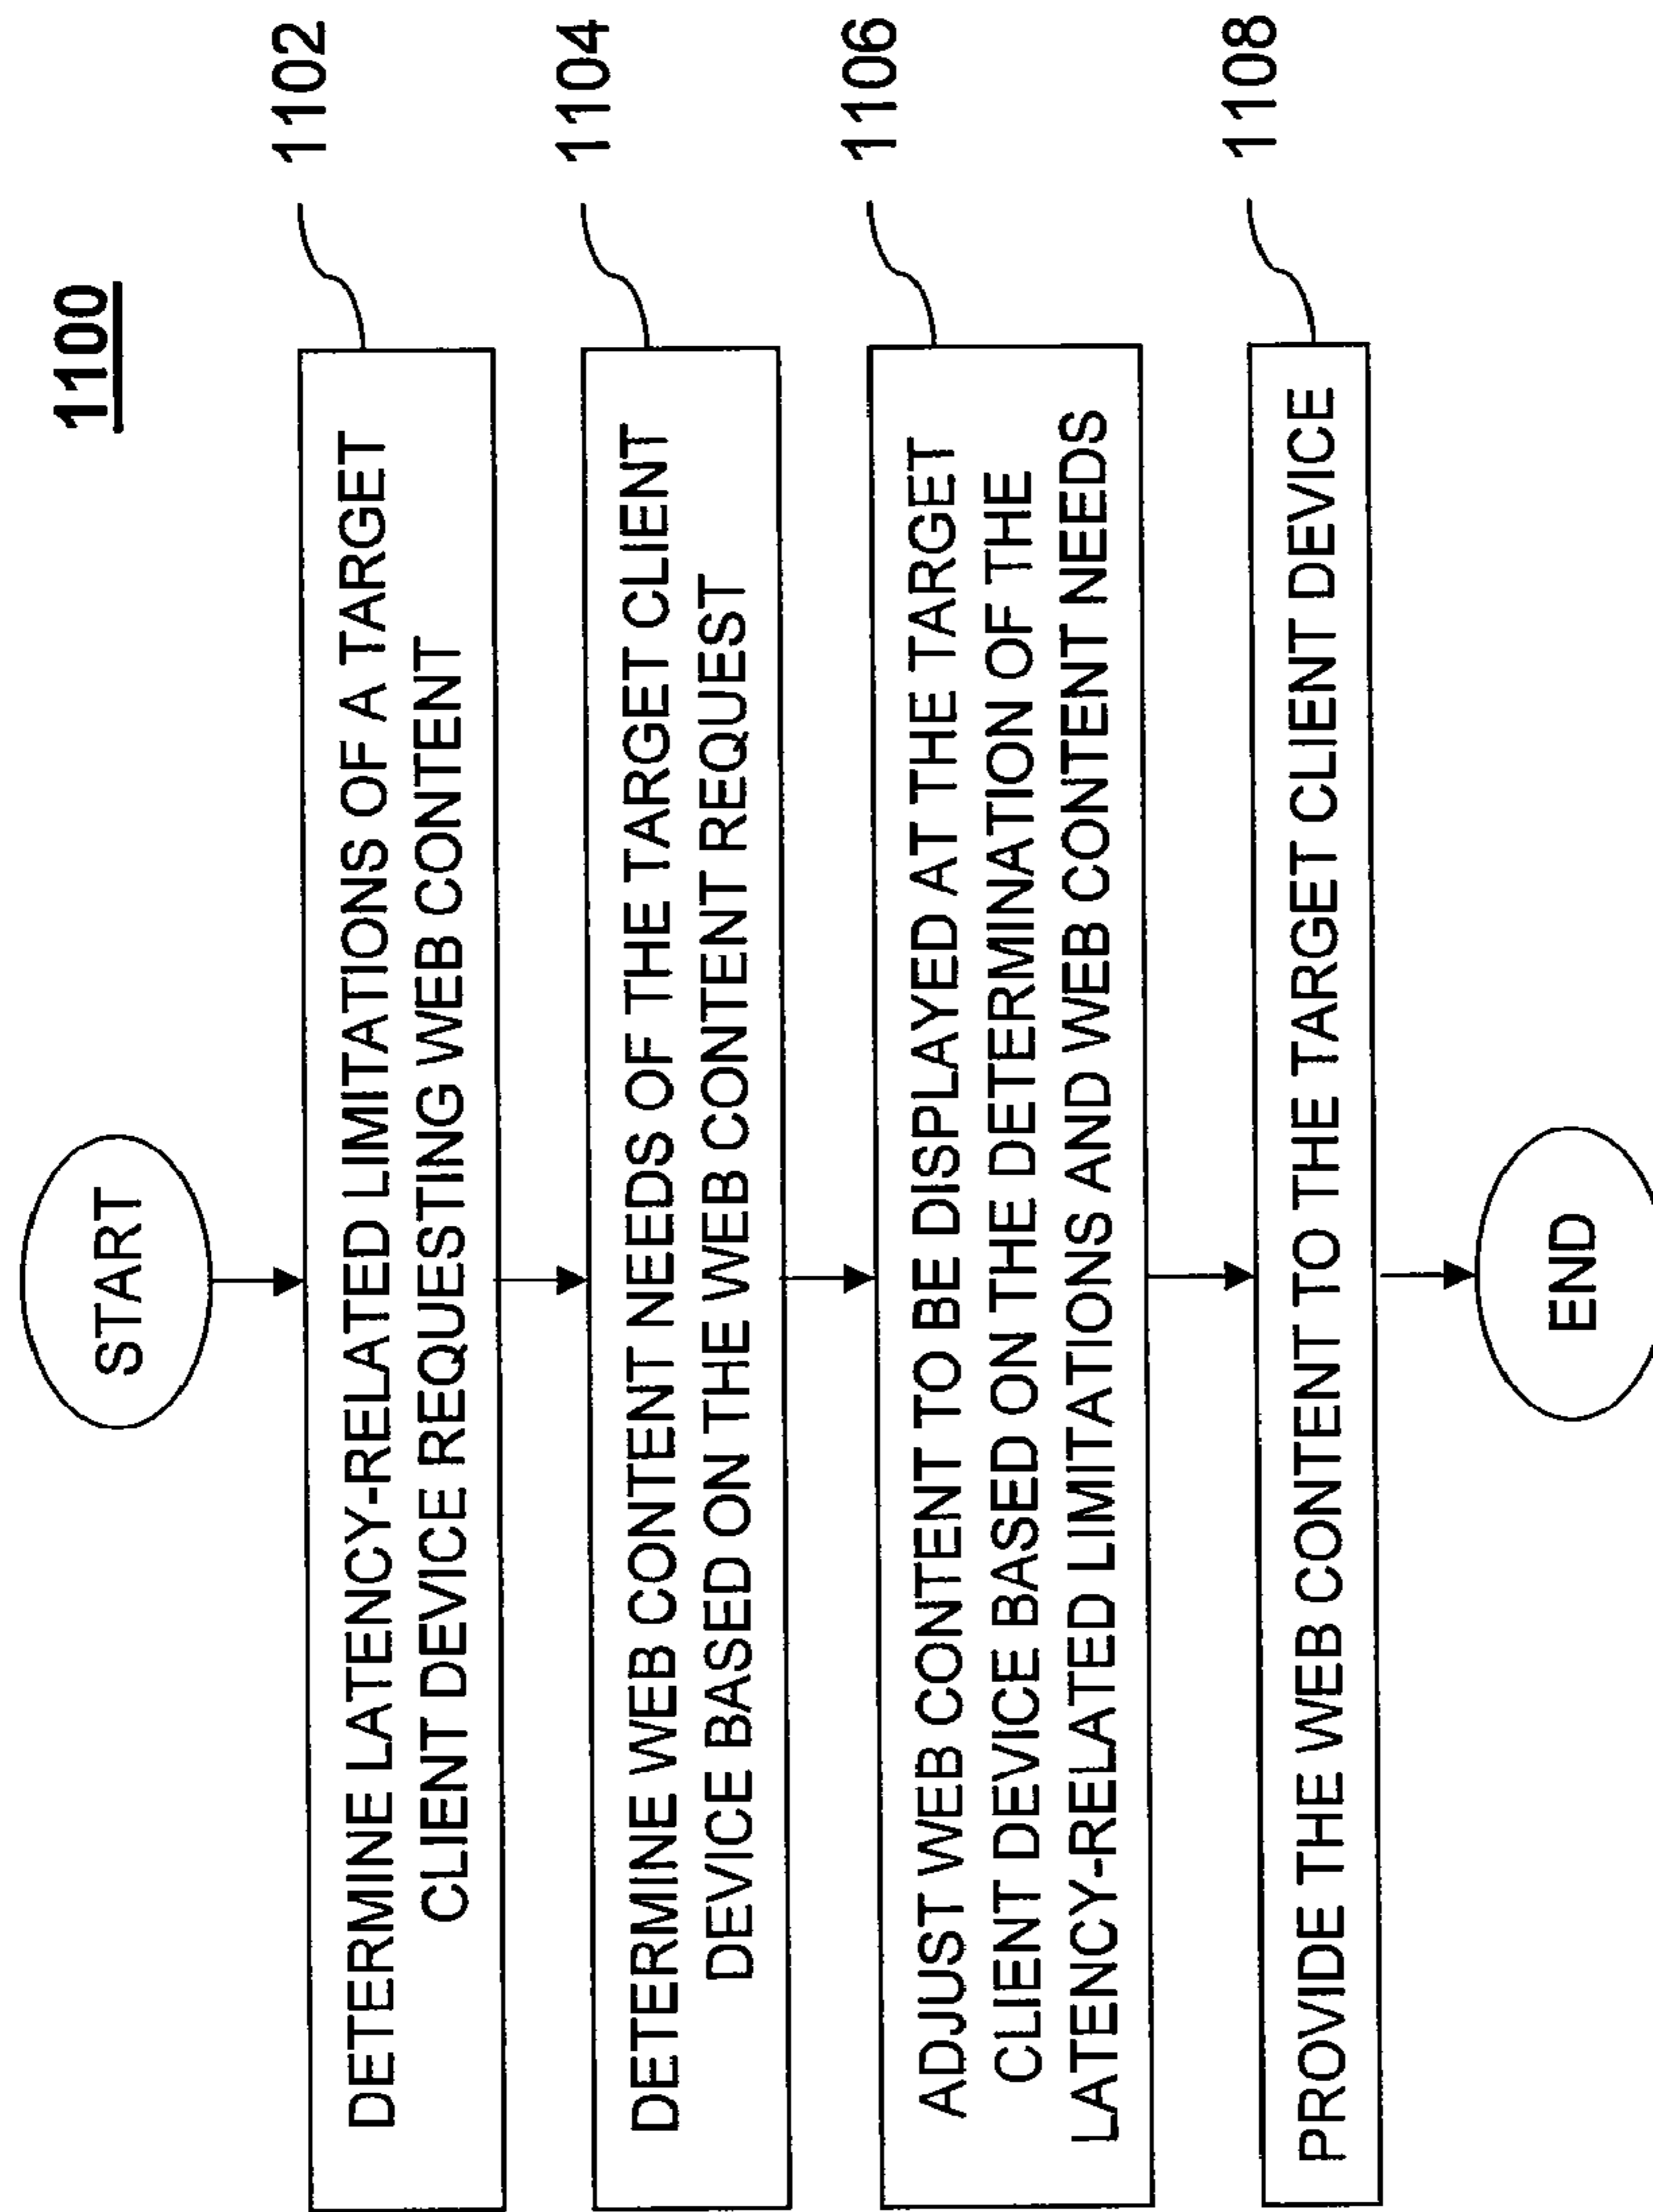 1100
START
DETERMINE LATENCY-RELATED LIMITATIONS OF A TARGET
CLIENT DEVICE REQUESTING WEB CONTENT
1102
DETERMINE WEB CONTENT NEEDS OF THE TARGET CLIENT
DEVICE BASED ON THE WEB CONTENT REQUEST
1104
ADJUST WEB CONTENT TO BE DISPLAYED AT THE TARGET
CLIENT DEVICE BASED ON THE DETERMINATION OF THE
LATENCY-RELATED LIMITATIONS AND WEB CONTENT NEEDS
1106
PROVIDE THE WEB CONTENT TO THE TARGET CLIENT DEVICE
1108
END